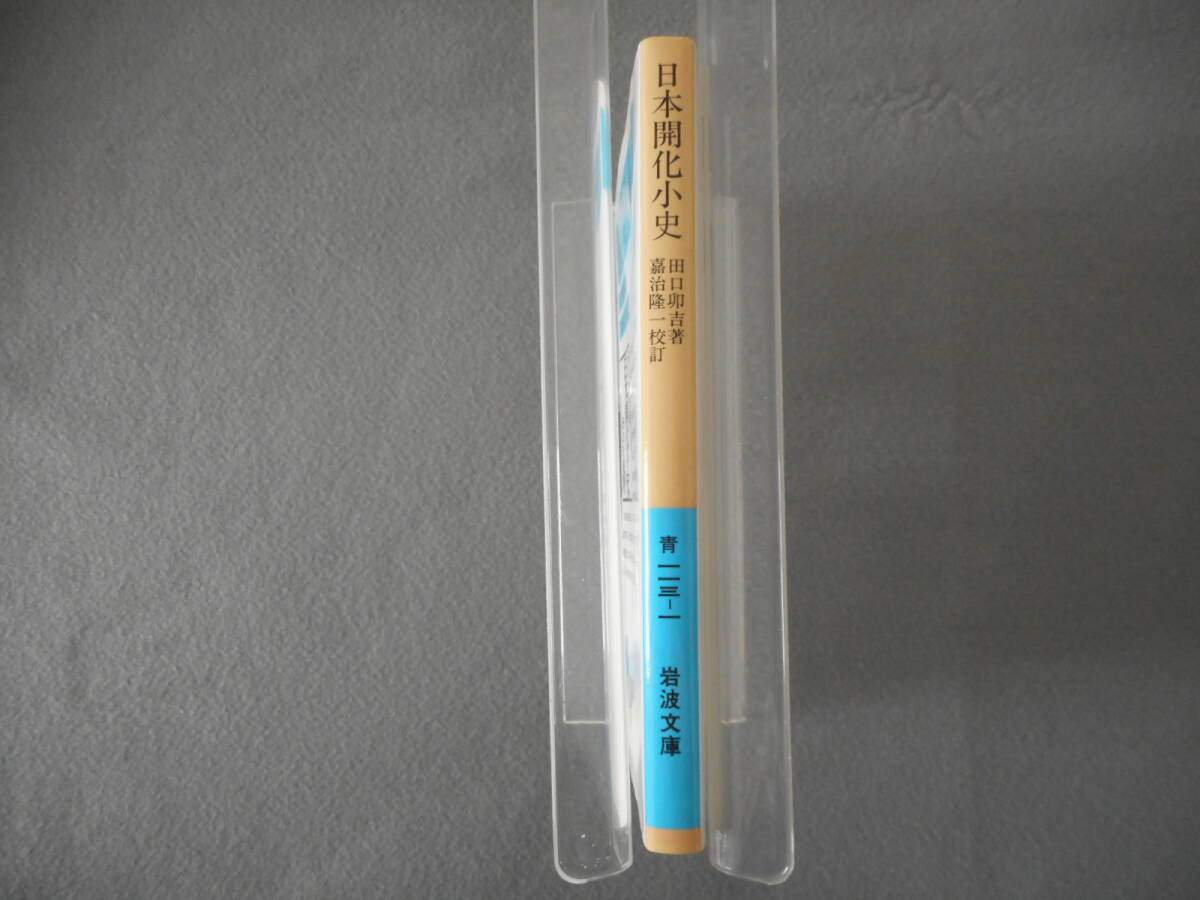 日本開化小史
田口卯吉著
嘉治隆一校訂
青一一三-一
岩波文庫